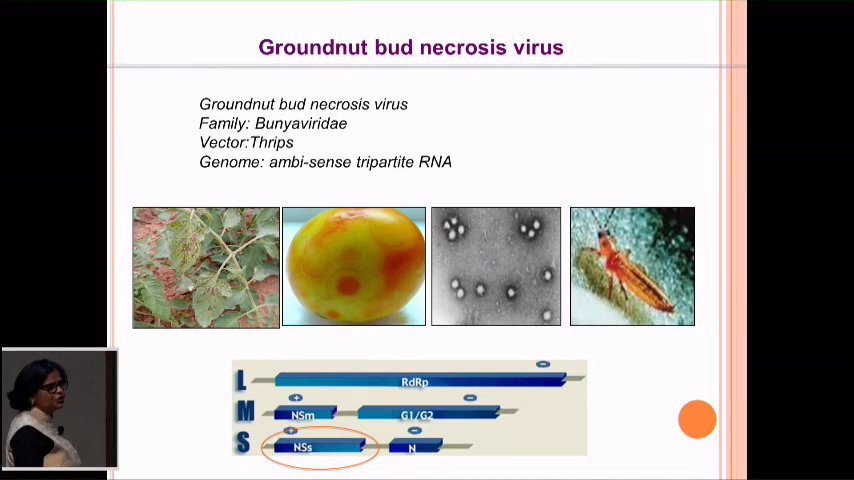 Groundnut bud necrosis virus
Groundnut bud necrosis virus
Family: Bunyaviridae
Vector:Thrips
Genome: ambi-sense tripartite RNA
L RdRp −
M NSm + G1/G2 −
S NSs + N −